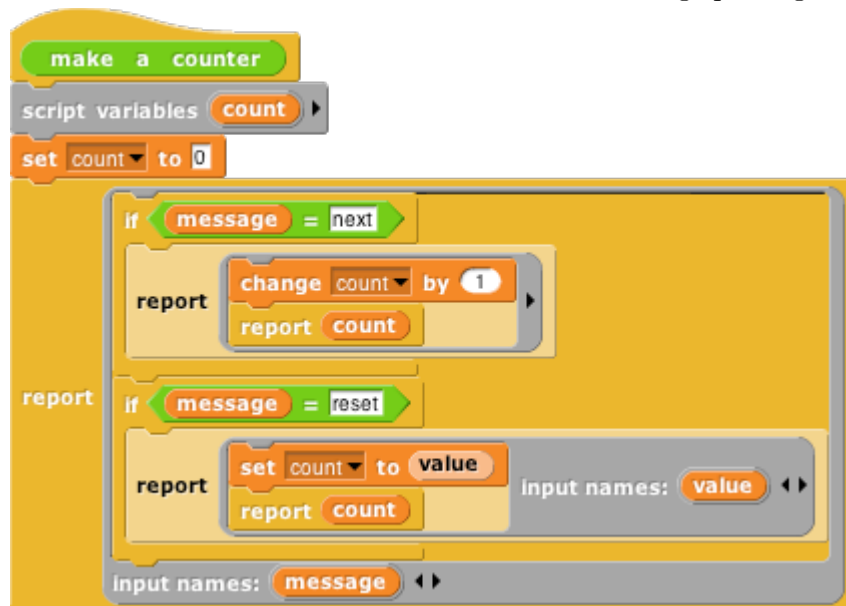 make a counter
script variables count
set count to 0
report
if message = next
report
change count by 1
report count
if message = reset
report
set count to value
report count
input names: value
input names: message